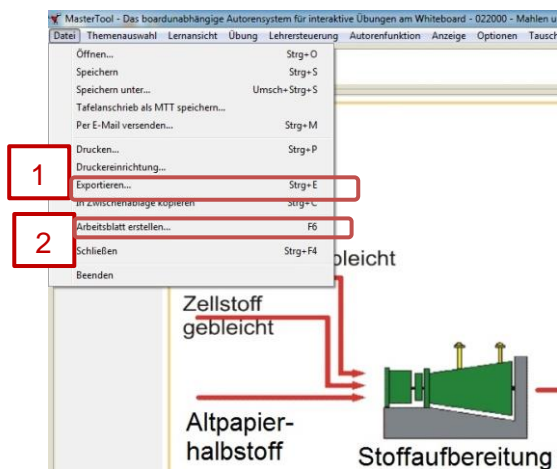 MasterTool - Das boardunabhängige Autorensystem für interaktive Übungen am Whiteboard - 022000 - Mahlen u
Datei Themenauswahl Lernansicht Übung Lehrersteuerung Autorenfunktion Anzeige Optionen Tausch
Öffnen... Strg+O
Speichern Strg+S
Speichern unter... Umsch+Strg+S
Tafelanschrieb als MTT speichern...
Per E-Mail versenden... Strg+M
Drucken... Strg+P
Druckereinrichtung...
1
Exportieren... Strg+E
In Zwischenablage kopieren Strg+C
2
Arbeitsblatt erstellen... F6
Schließen Strg+F4
Beenden
bleicht
Zellstoff
gebleicht
Altpapier-
halbstoff
Stoffaufbereitung